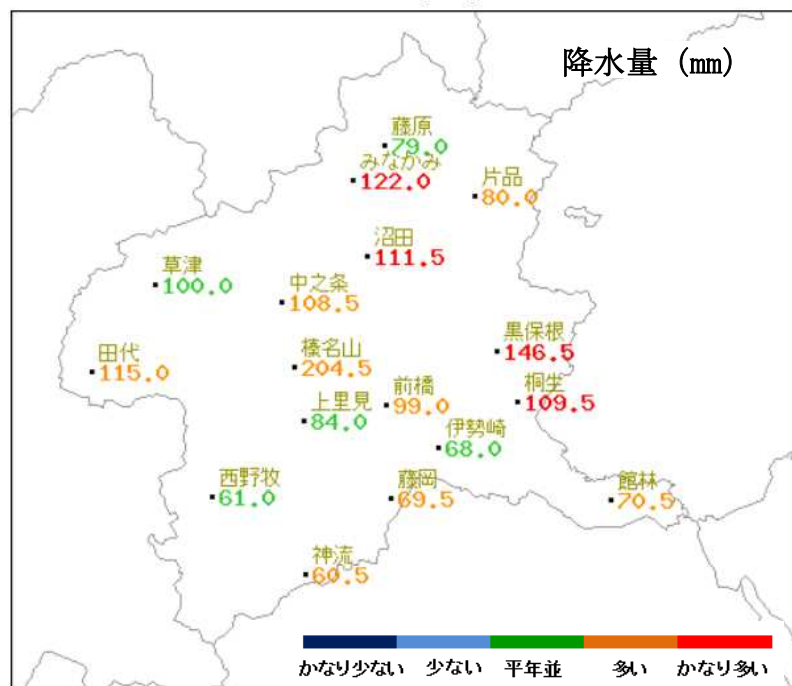 降水量 (mm)
藤原
79.0
みなかみ
122.0
片品
80.0
沼田
111.5
草津
100.0
中之条
108.5
黒保根
146.5
田代
115.0
榛名山
204.5
桐生
109.5
前橋
99.0
上里見
84.0
伊勢崎
68.0
西野牧
61.0
藤岡
69.5
館林
70.5
神流
60.5
かなり少ない 少ない 平年並 多い かなり多い